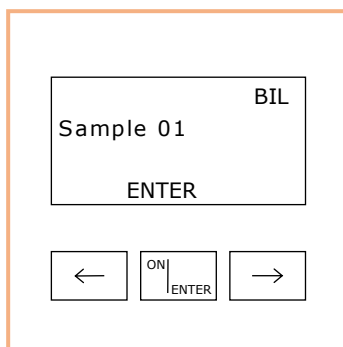 BIL
Sample 01
ENTER
← ON ENTER →